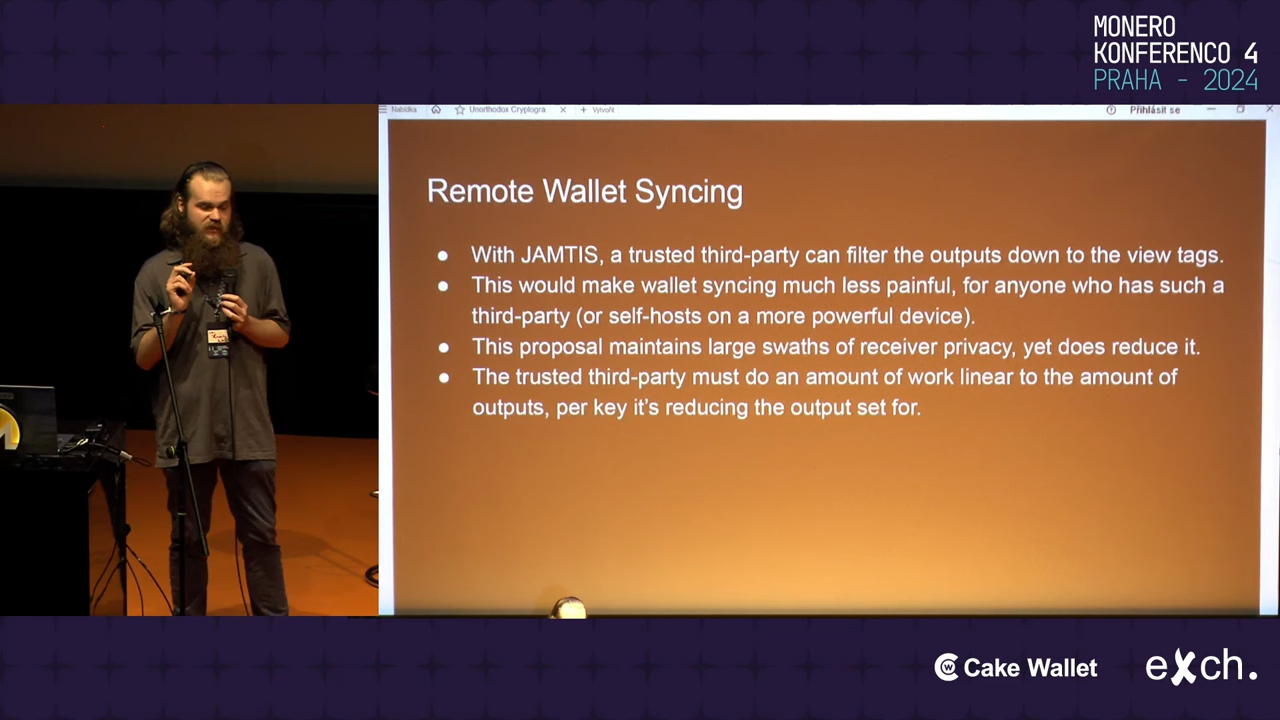 MONERO
KONFERENCO 4
PRAHA - 2024
Nabídka
Unorthodox Cryptogra
Vytvořit
Přihlásit se
Remote Wallet Syncing
With JAMTIS, a trusted third-party can filter the outputs down to the view tags.
This would make wallet syncing much less painful, for anyone who has such a
third-party (or self-hosts on a more powerful device).
This proposal maintains large swaths of receiver privacy, yet does reduce it.
The trusted third-party must do an amount of work linear to the amount of
outputs, per key it's reducing the output set for.
Cake Wallet
exch.